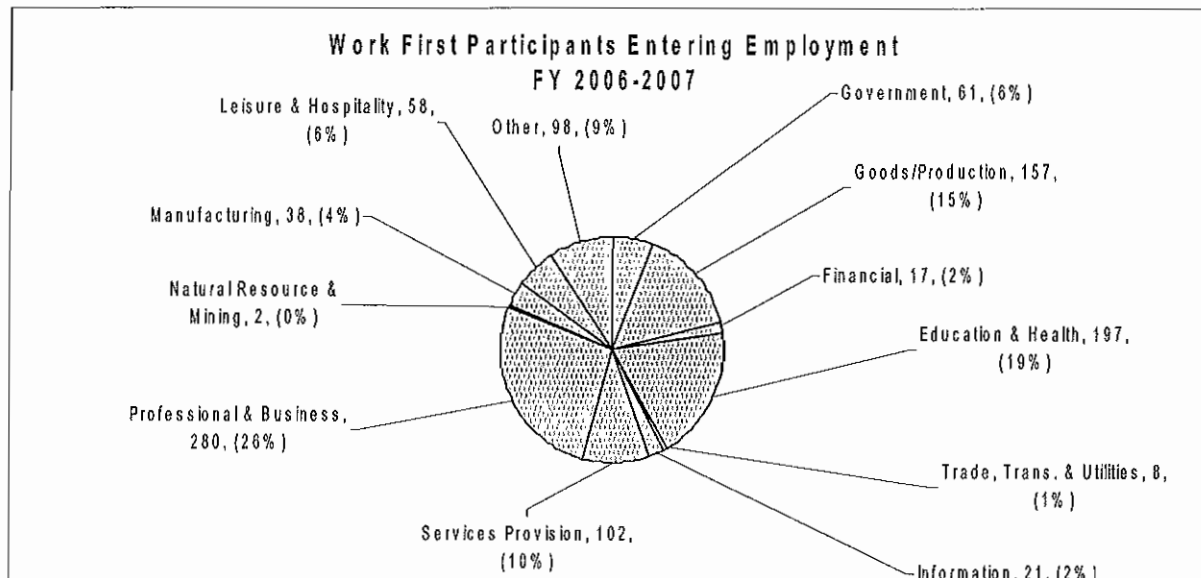 Work First Participants Entering Employment
FY 2006-2007
Leisure & Hospitality, 58,
(6%)
Other, 98, (9%)
Government, 61, (6%)
Goods/Production, 157,
(15%)
Manufacturing, 38, (4%)
Financial, 17, (2%)
Natural Resource &
Mining, 2, (0%)
Education & Health, 197,
(19%)
Professional & Business,
280, (26%)
Trade, Trans. & Utilities, 8,
(1%)
Services Provision, 102,
(10%)
Information, 21, (2%)